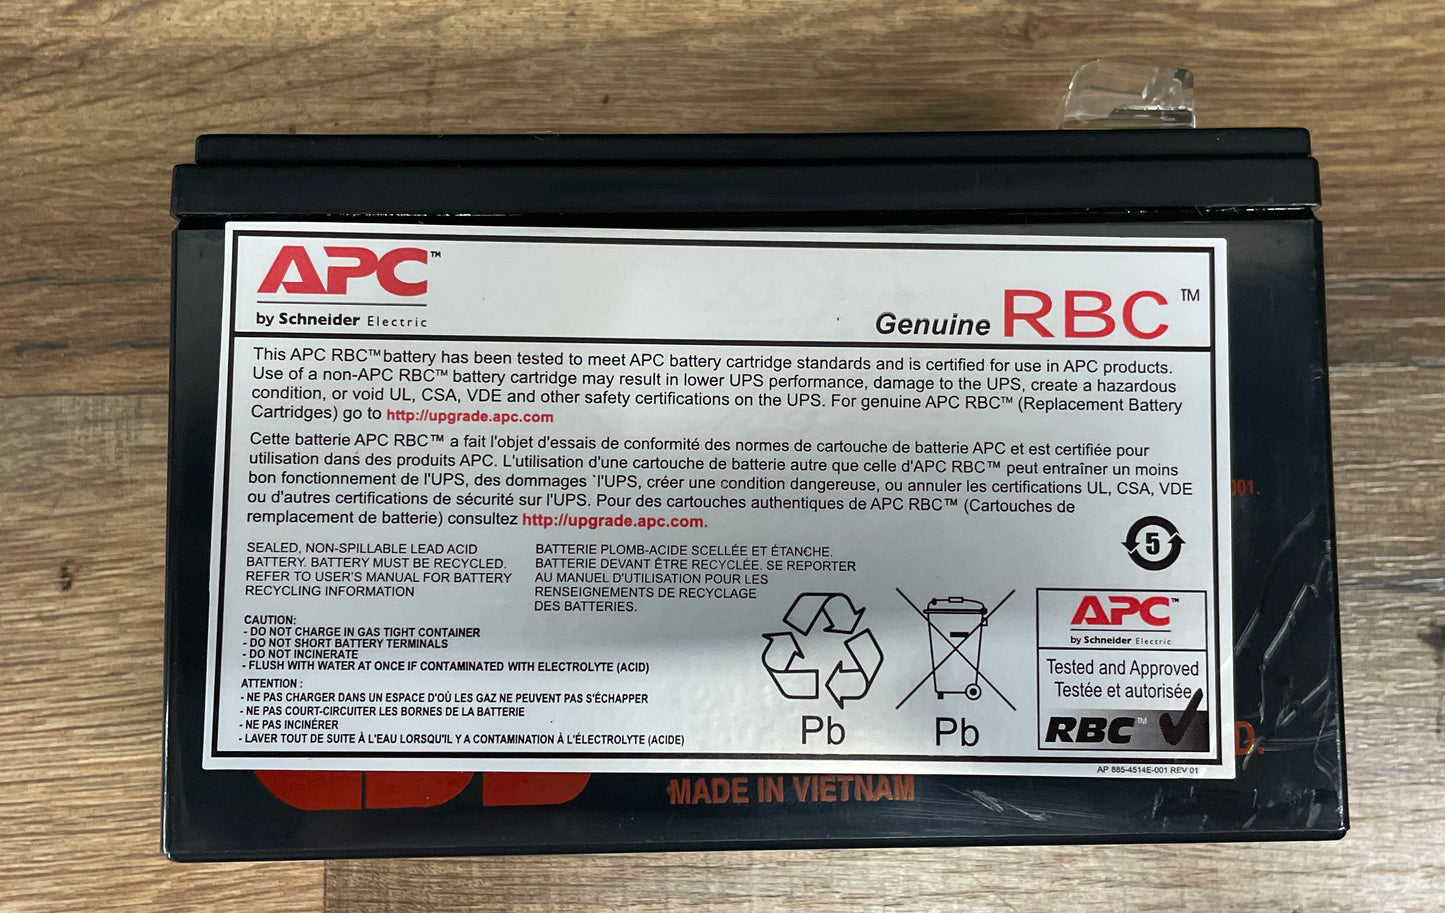 APC™
by Schneider Electric
Genuine RBC™
This APC RBC™ battery has been tested to meet APC battery cartridge standards and is certified for use in APC products.
Use of a non-APC RBC™ battery cartridge may result in lower UPS performance, damage to the UPS, create a hazardous
condition, or void UL, CSA, VDE and other safety certifications on the UPS. For genuine APC RBC™ (Replacement Battery
Cartridges) go to http://upgrade.apc.com
Cette batterie APC RBC™ a fait l'objet d'essais de conformité des normes de cartouche de batterie APC et est certifiée pour
utilisation dans des produits APC. L'utilisation d'une cartouche de batterie autre que celle d'APC RBC™ peut entraîner un moins
bon fonctionnement de l'UPS, des dommages `l'UPS, créer une condition dangereuse, ou annuler les certifications UL, CSA, VDE
ou d'autres certifications de sécurité sur l'UPS. Pour des cartouches authentiques de APC RBC™ (Cartouches de
remplacement de batterie) consultez http://upgrade.apc.com.
SEALED, NON-SPILLABLE LEAD ACID
BATTERY. BATTERY MUST BE RECYCLED.
REFER TO USER'S MANUAL FOR BATTERY
RECYCLING INFORMATION
BATTERIE PLOMB-ACIDE SCELLÉE ET ÉTANCHE.
BATTERIE DEVANT ÊTRE RECYCLÉE. SE REPORTER
AU MANUEL D'UTILISATION POUR LES
RENSEIGNEMENTS DE RECYCLAGE
DES BATTERIES.
CAUTION:
- DO NOT CHARGE IN GAS TIGHT CONTAINER
- DO NOT SHORT BATTERY TERMINALS
- DO NOT INCINERATE
- FLUSH WITH WATER AT ONCE IF CONTAMINATED WITH ELECTROLYTE (ACID)
ATTENTION :
- NE PAS CHARGER DANS UN ESPACE D'OÙ LES GAZ NE PEUVENT PAS S'ÉCHAPPER
- NE PAS COURT-CIRCUITER LES BORNES DE LA BATTERIE
- NE PAS INCINÉRER
- LAVER TOUT DE SUITE À L'EAU LORSQU'IL Y A CONTAMINATION À L'ÉLECTROLYTE (ACIDE)
Pb
Pb
5
APC™
by Schneider Electric
Tested and Approved
Testée et autorisée
RBC™
AP 885-4514E-001 REV 01
MADE IN VIETNAM